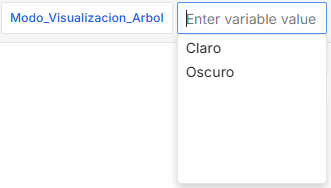 Modo_Visualizacion_Arbol
Enter variable value
Claro
Oscuro